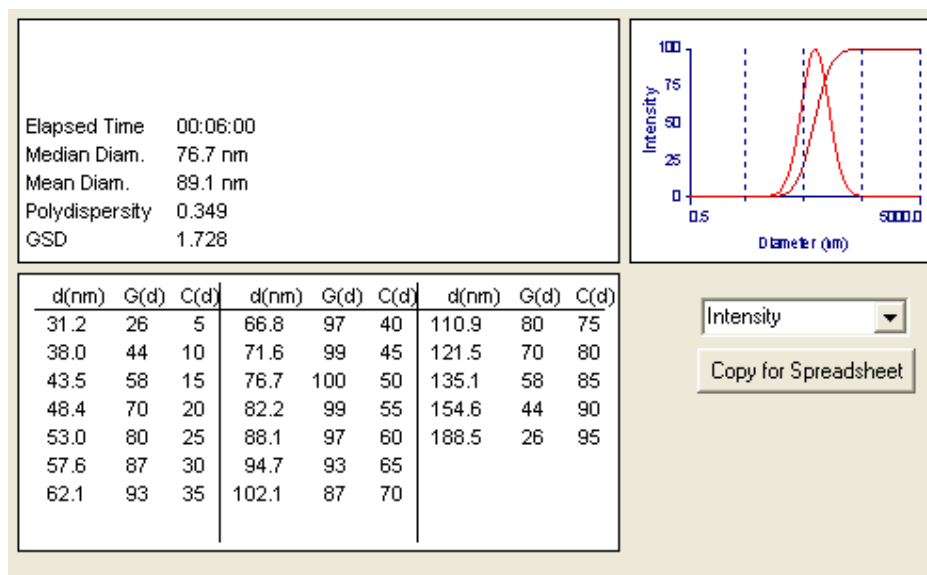 Elapsed Time 00:06:00
Median Diam. 76.7 nm
Mean Diam. 89.1 nm
Polydispersity 0.349
GSD 1.728
100
75
50
25
0
Intensity
0.5 5000.0
Diameter (nm)
d(nm) G(d) C(d) d(nm) G(d) C(d) d(nm) G(d) C(d)
31.2 26 5 66.8 97 40 110.9 80 75
38.0 44 10 71.6 99 45 121.5 70 80
43.5 58 15 76.7 100 50 135.1 58 85
48.4 70 20 82.2 99 55 154.6 44 90
53.0 80 25 88.1 97 60 188.5 26 95
57.6 87 30 94.7 93 65
62.1 93 35 102.1 87 70
Intensity
Copy for Spreadsheet